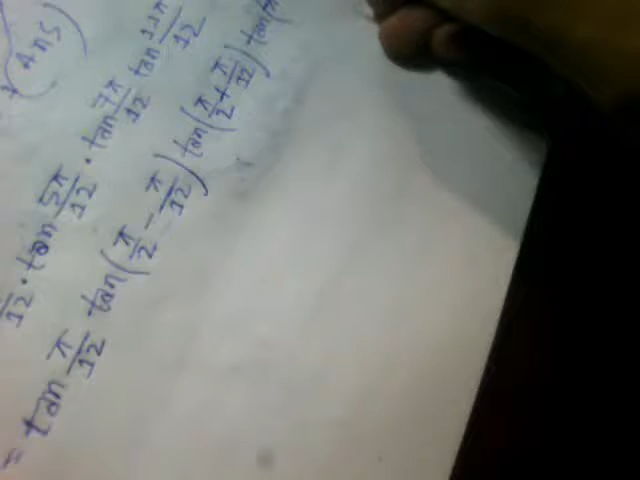 (Ans)
π/12 · tan 5π/12 · tan 7π/12 tan 11π/12
= tan π/12 tan(π/2 - π/12) tan(π/2 + π/12) tan(π